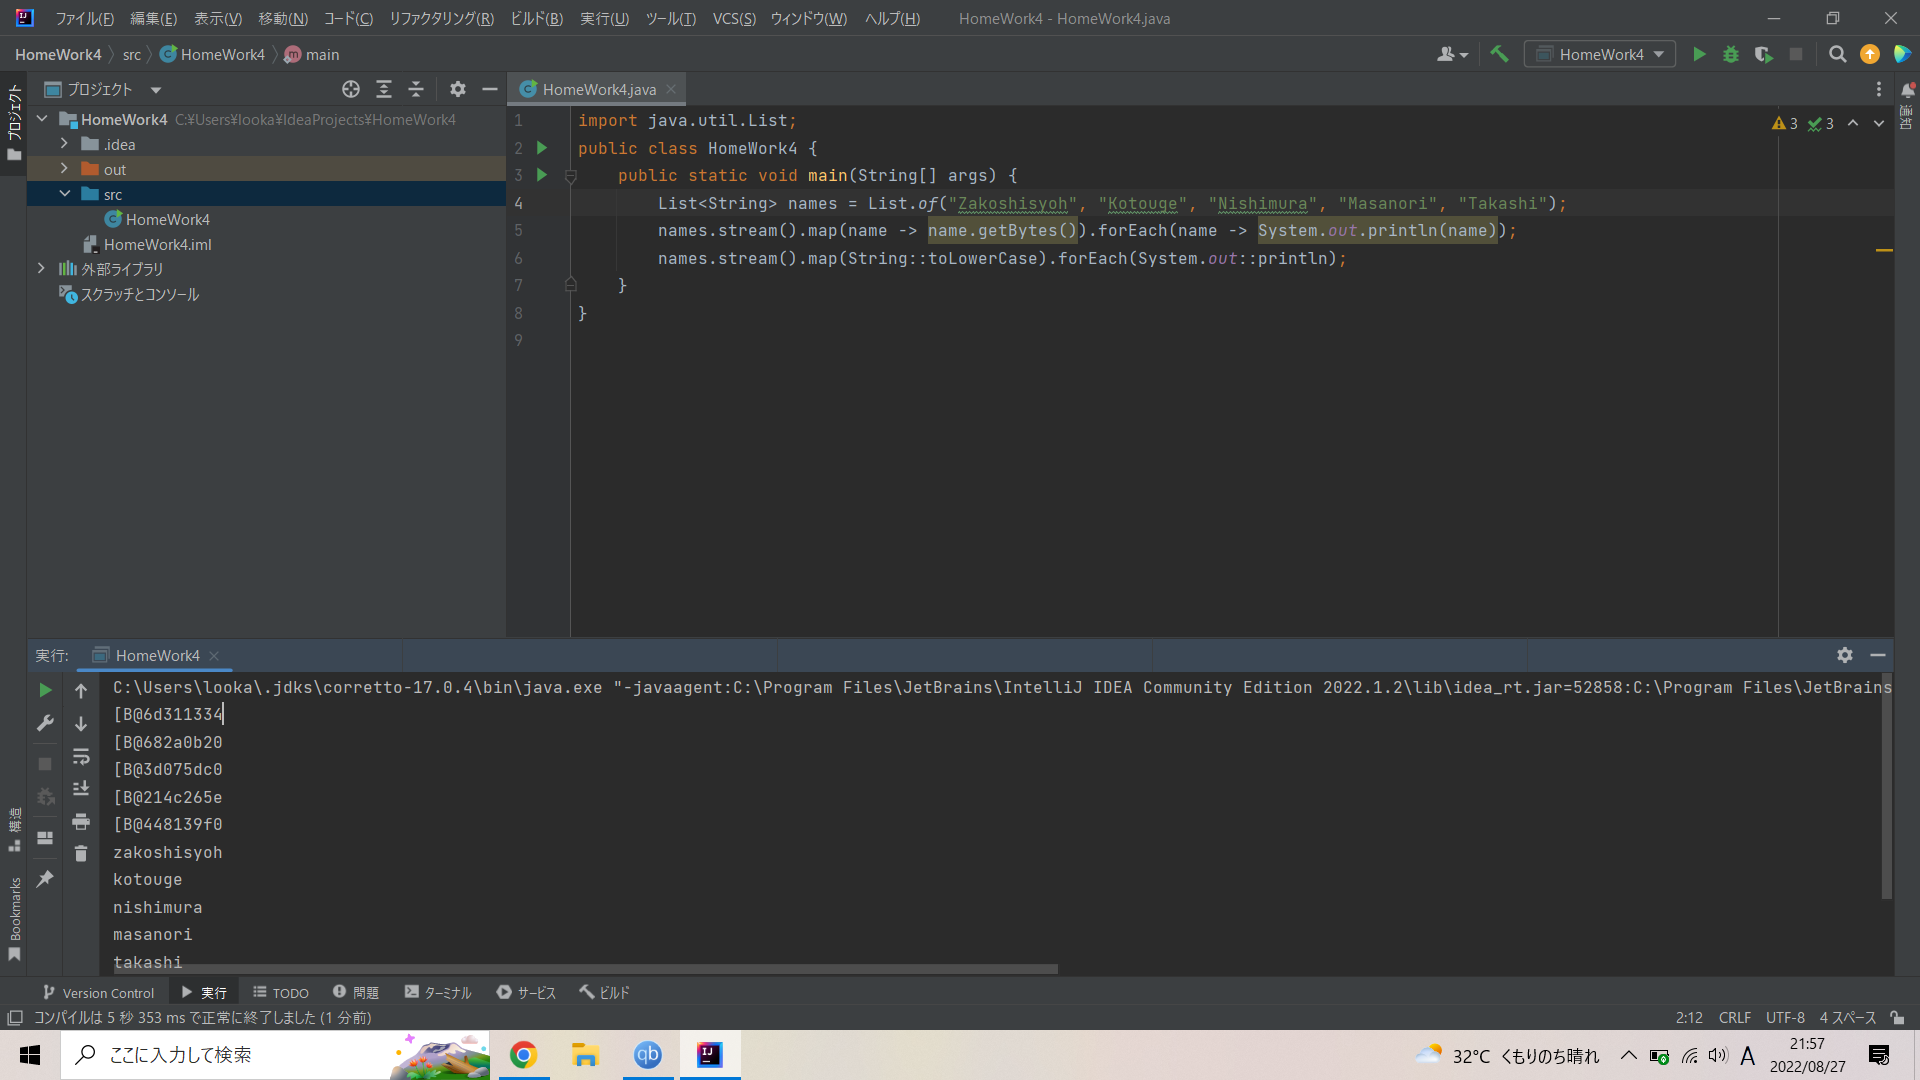 ファイル(F) 編集(E) 表示(V) 移動(N) コード(C) リファクタリング(R) ビルド(B) 実行(U) ツール(T) VCS(S) ウィンドウ(W) ヘルプ(H) HomeWork4 - HomeWork4.java
HomeWork4 src HomeWork4 main
HomeWork4
プロジェクト
プロジェクト
HomeWork4.java
通知
HomeWork4 C:¥Users¥looka¥IdeaProjects¥HomeWork4
.idea
out
src
HomeWork4
HomeWork4.iml
外部ライブラリ
スクラッチとコンソール
3 3
1 import java.util.List;
2 public class HomeWork4 {
3 public static void main(String[] args) {
4 List<String> names = List.of("Zakoshisyoh", "Kotouge", "Nishimura", "Masanori", "Takashi");
5 names.stream().map(name -> name.getBytes()).forEach(name -> System.out.println(name));
6 names.stream().map(String::toLowerCase).forEach(System.out::println);
7 }
8 }
9
実行: HomeWork4
C:\Users\looka\.jdks\corretto-17.0.4\bin\java.exe "-javaagent:C:\Program Files\JetBrains\IntelliJ IDEA Community Edition 2022.1.2\lib\idea_rt.jar=52858:C:\Program Files\JetBrains
[B@6d311334
[B@682a0b20
[B@3d075dc0
[B@214c265e
[B@448139f0
zakoshisyoh
kotouge
nishimura
masanori
takashi
構造
Bookmarks
Version Control 実行 TODO 問題 ターミナル サービス ビルド
コンパイルは 5 秒 353 ms で正常に終了しました (1 分前)
2:12 CRLF UTF-8 4 スペース
ここに入力して検索
32°C くもりのち晴れ
A
21:57
2022/08/27